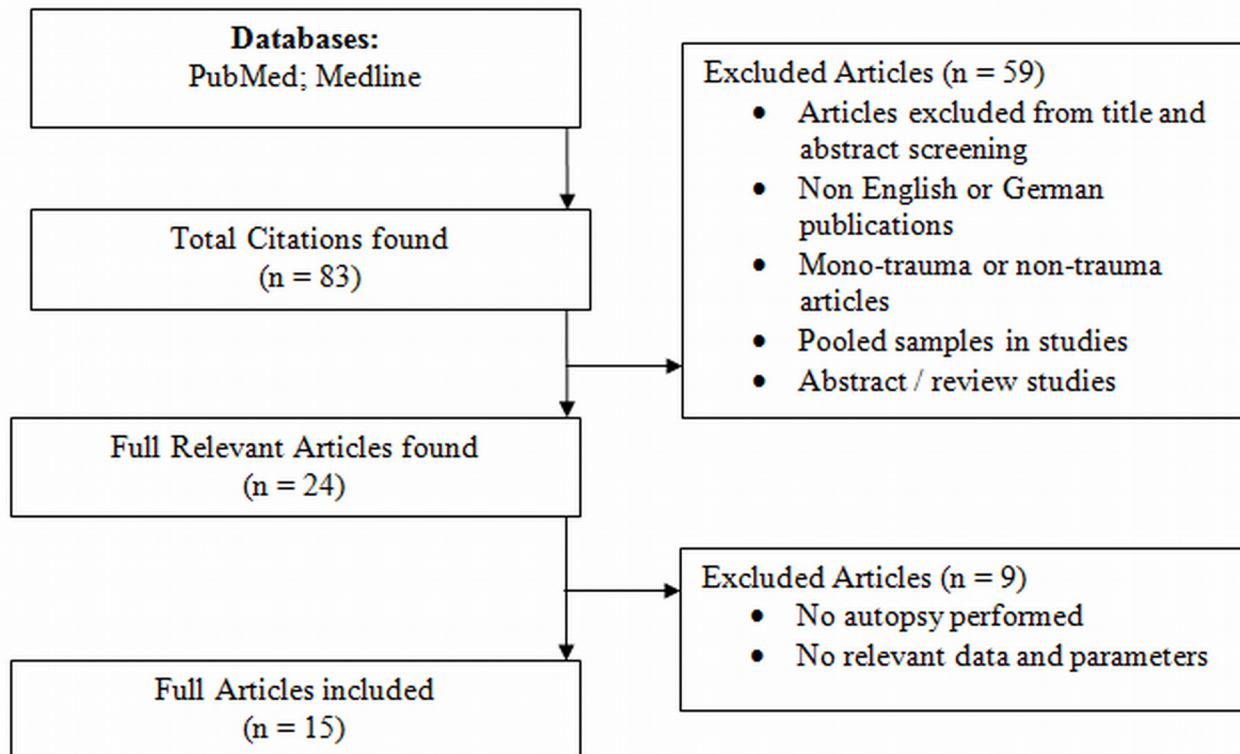 Databases:
PubMed; Medline
Total Citations found
(n = 83)
Excluded Articles (n = 59)
• Articles excluded from title and
abstract screening
• Non English or German
publications
• Mono-trauma or non-trauma
articles
• Pooled samples in studies
• Abstract / review studies
Full Relevant Articles found
(n = 24)
Excluded Articles (n = 9)
• No autopsy performed
• No relevant data and parameters
Full Articles included
(n = 15)